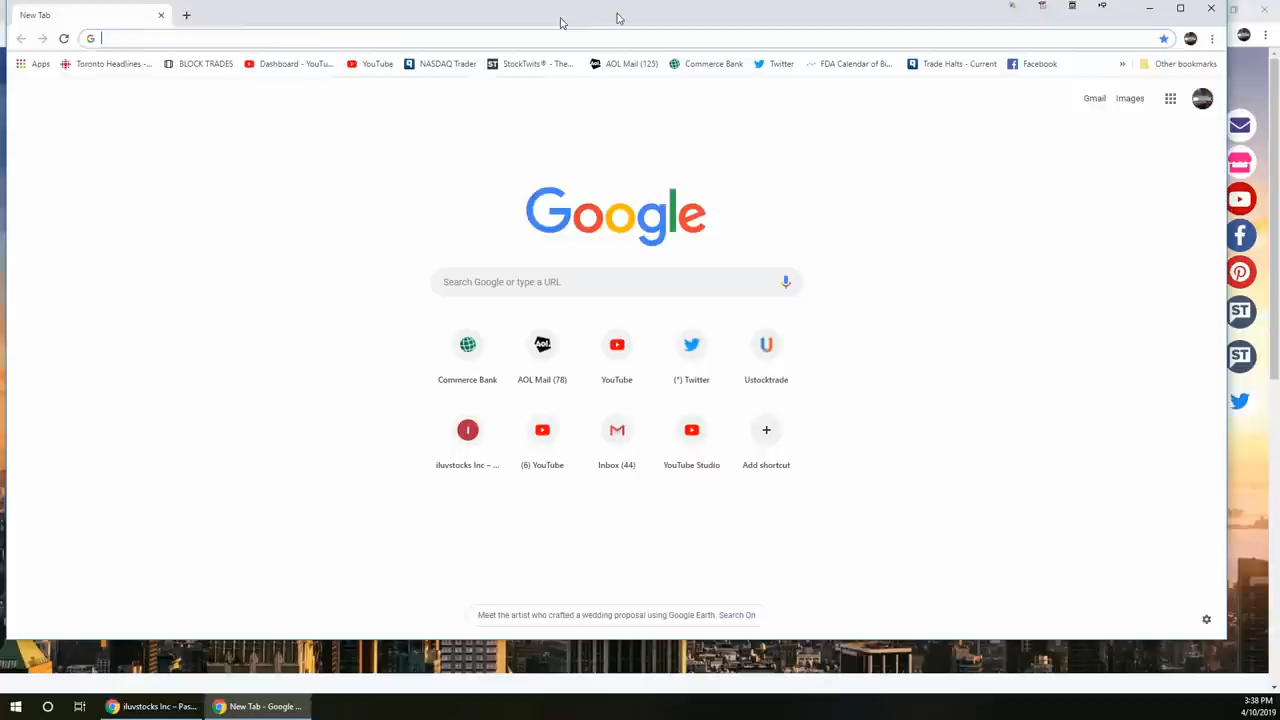 New Tab
G
Apps Toronto Headlines -... BLOCK TRADES Dashboard - YouTu... YouTube NASDAQ Trader StockTwits® - The... AOL Mail (125) Commerce Bank Twitter FDA Calendar of Bi... Trade Halts - Current Facebook » Other bookmarks
Gmail Images
Google
Search Google or type a URL
Aol.
U
Commerce Bank AOL Mail (78) YouTube (*) Twitter Ustocktrade
I
iluvstocks Inc – ... (6) YouTube Inbox (44) YouTube Studio Add shortcut
ST
ST
Meet the artist who crafted a wedding proposal using Google Earth. Search On
iluvstocks Inc – Pas... New Tab - Google ...
3:38 PM
4/10/2019